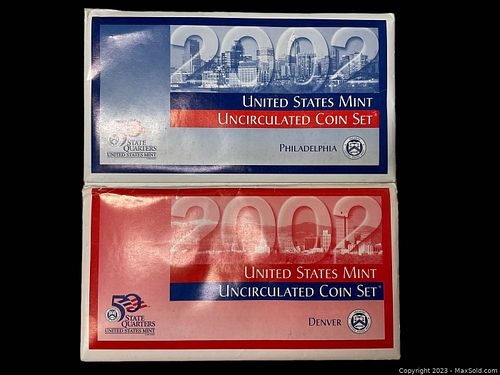 2002
UNITED STATES MINT
UNCIRCULATED COIN SET
50
STATE
QUARTERS
UNITED STATES MINT
PHILADELPHIA
2002
UNITED STATES MINT
UNCIRCULATED COIN SET
50
STATE
QUARTERS
UNITED STATES MINT
DENVER
Copyright 2023 - MaxSold.com